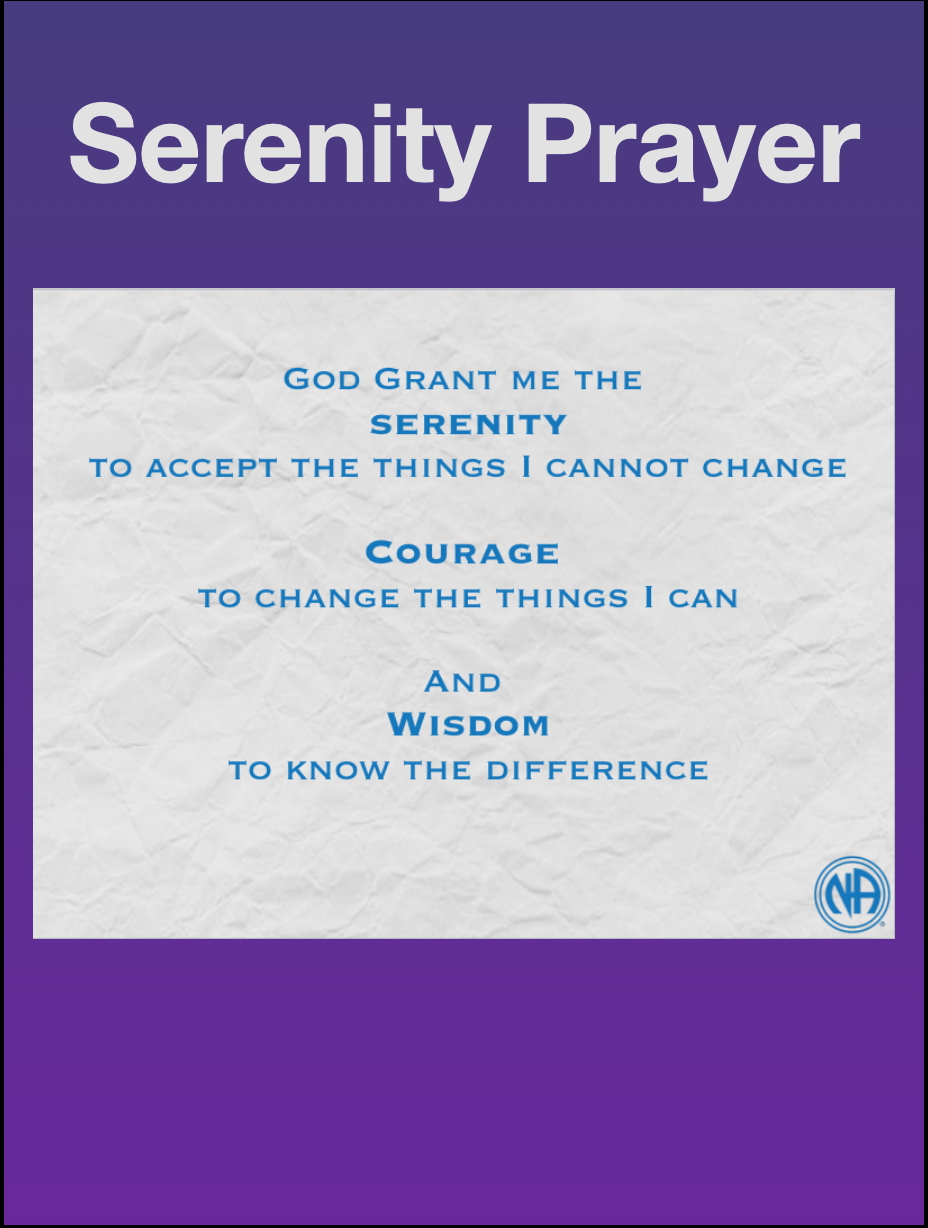 Serenity Prayer
God Grant me the
serenity
to accept the things I cannot change
Courage
to change the things I can
And
Wisdom
to know the difference
NA
®